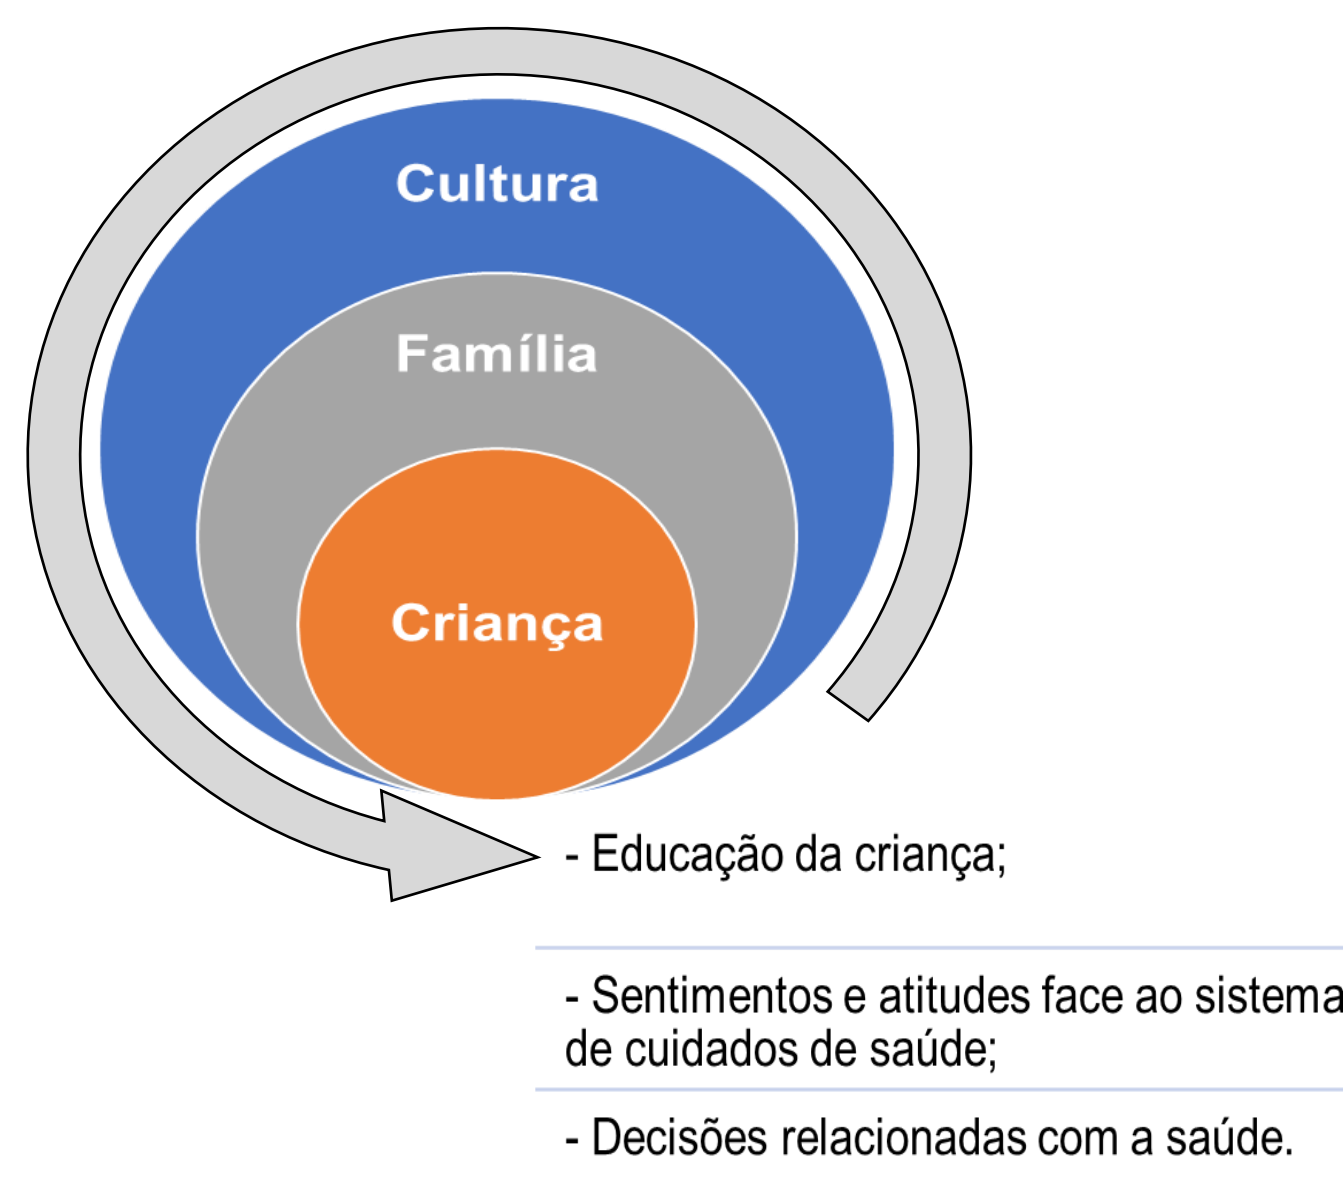 Cultura
Família
Criança
- Educação da criança;
- Sentimentos e atitudes face ao sistema
de cuidados de saúde;
- Decisões relacionadas com a saúde.